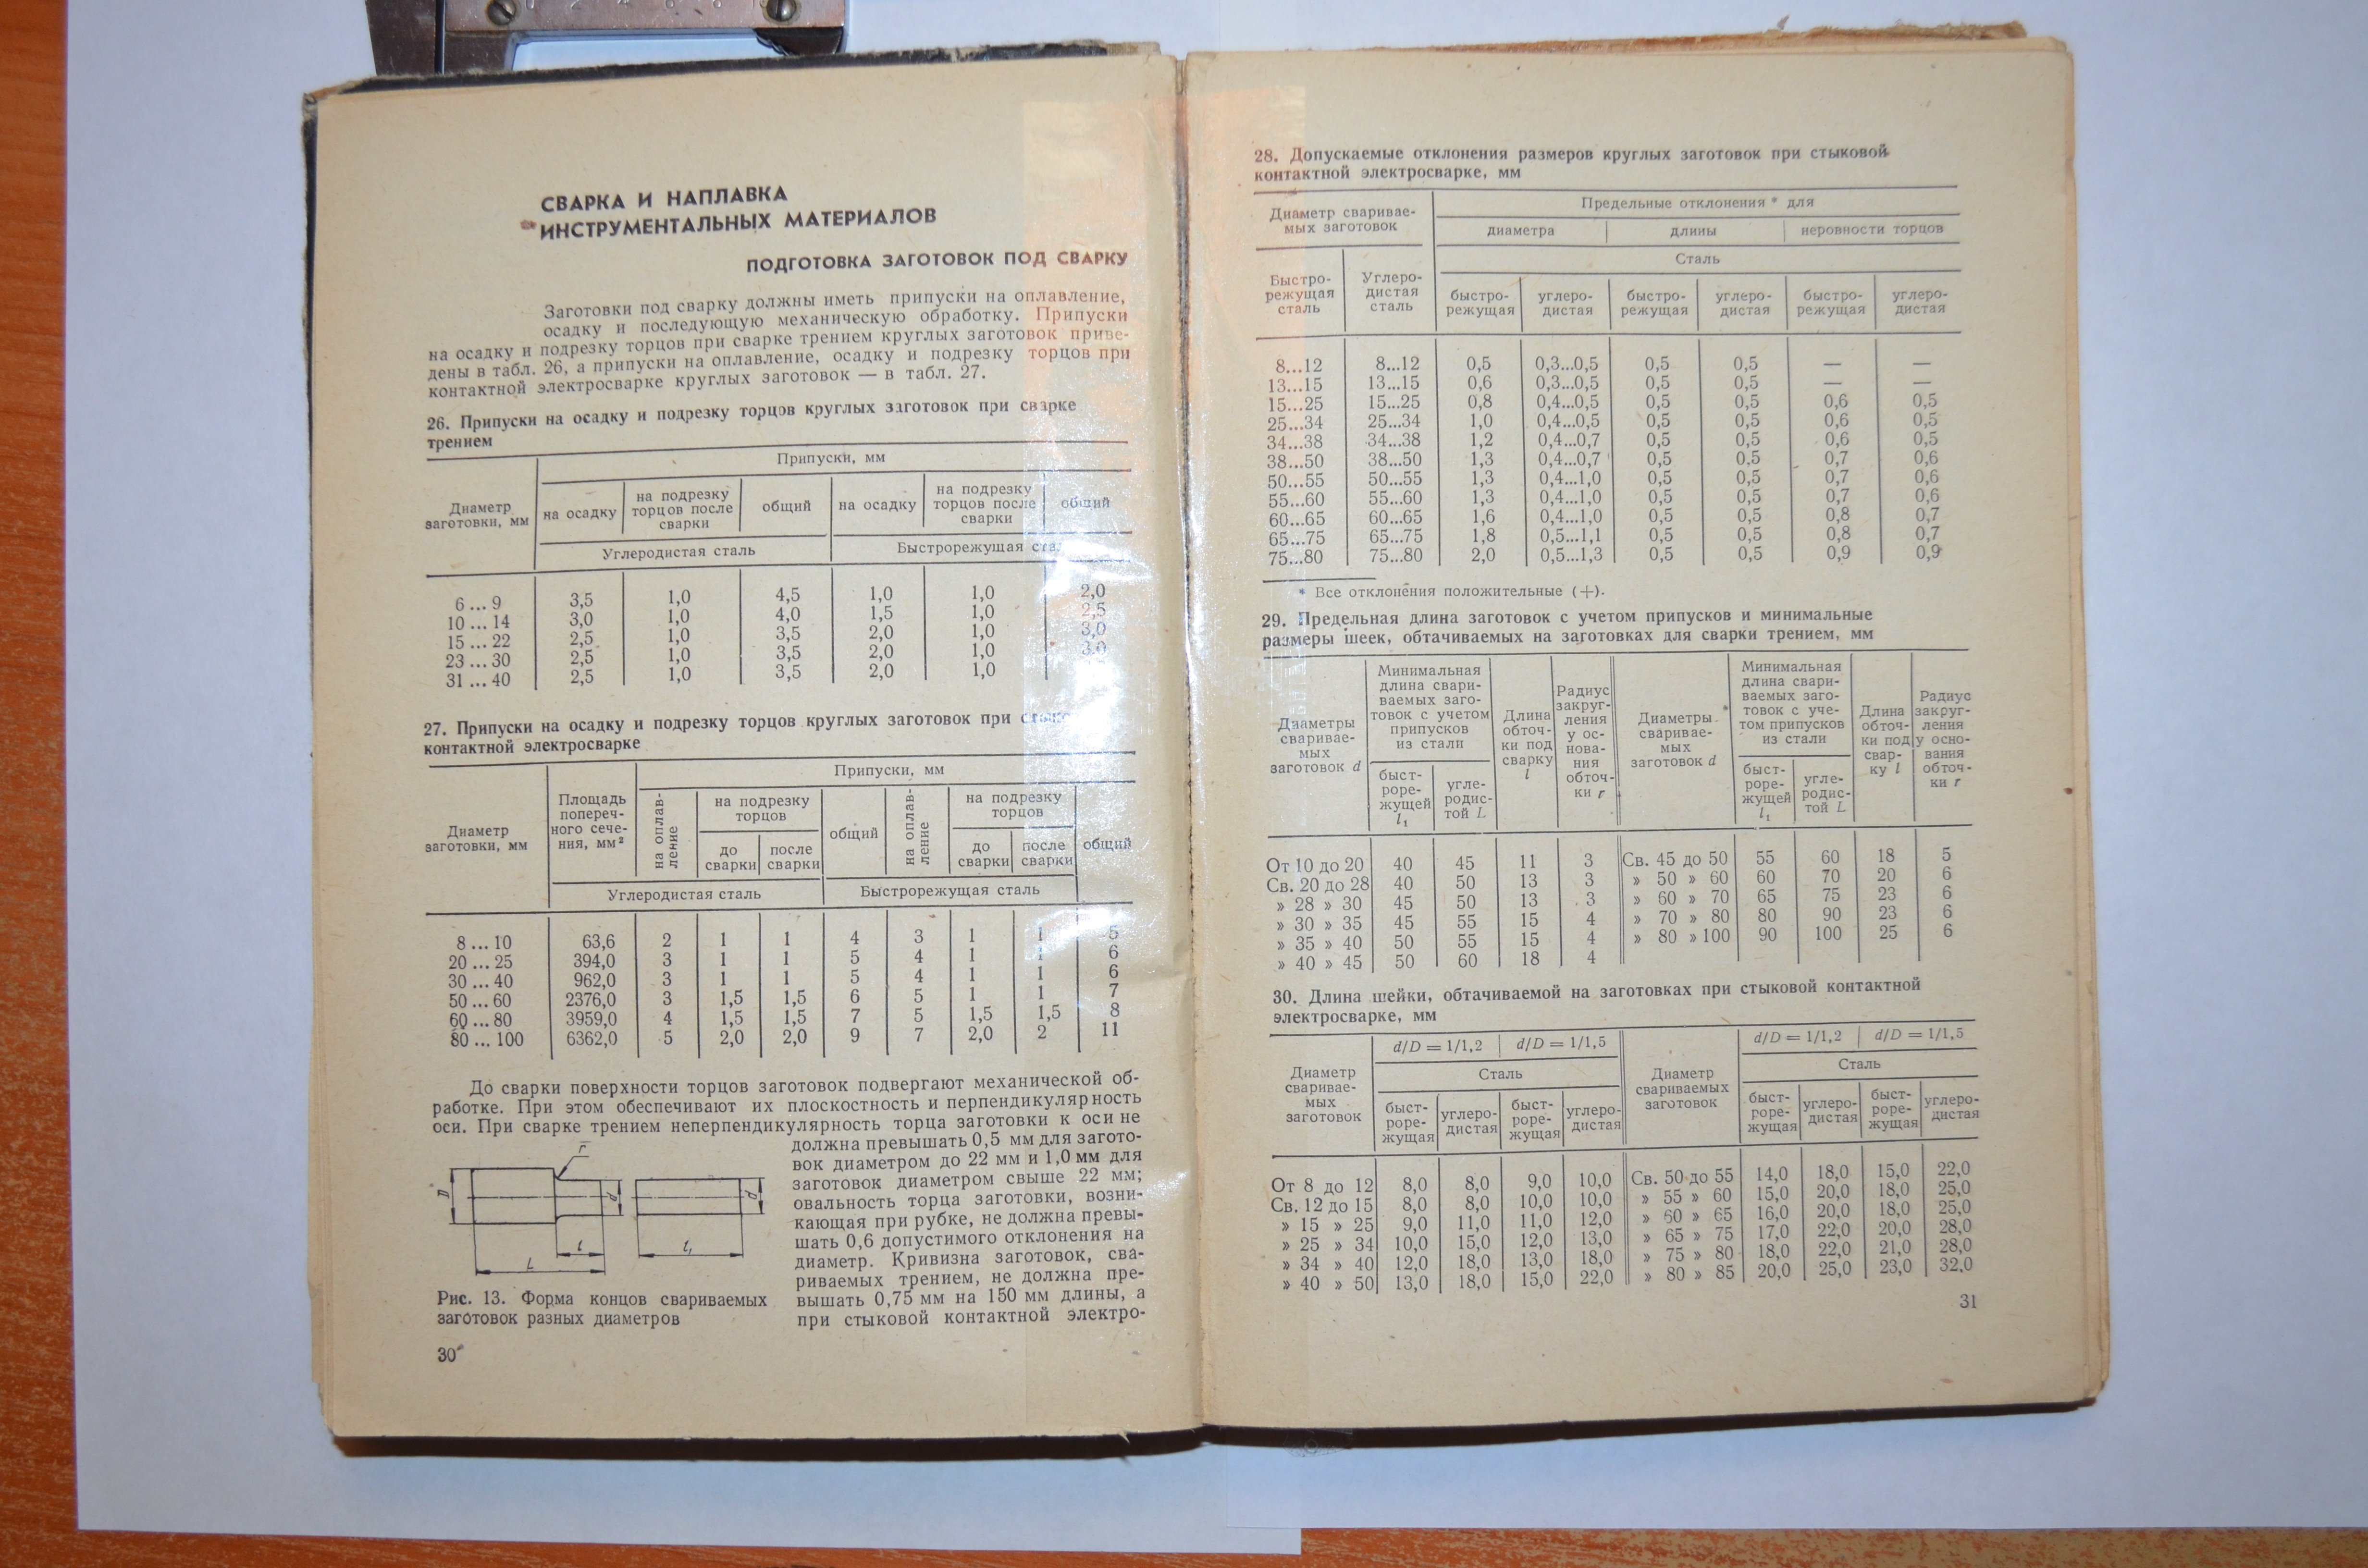 СВАРКА И НАПЛАВКА
ИНСТРУМЕНТАЛЬНЫХ МАТЕРИАЛОВ
ПОДГОТОВКА ЗАГОТОВОК ПОД СВАРКУ
Заготовки под сварку должны иметь припуски на оплавление,
осадку и последующую механическую обработку. Припуски
на осадку и подрезку торцов при сварке трением круглых заготовок приве-
дены в табл. 26, а припуски на оплавление, осадку и подрезку торцов при
контактной электросварке круглых заготовок — в табл. 27.
26. Припуски на осадку и подрезку торцов круглых заготовок при сварке
трением
Диаметр заготовки, мм | Припуски, мм
на осадку | на подрезку торцов после сварки | общий | на осадку | на подрезку торцов после сварки | общий
Углеродистая сталь | Быстрорежущая
6 ... 9 3,5 1,0 4,5 1,0 1,0 2,0
10 ... 14 3,0 1,0 4,0 1,5 1,0 2,5
15 ... 22 2,5 1,0 3,5 2,0 1,0 3,0
23 ... 30 2,5 1,0 3,5 2,0 1,0 3,0
31 ... 40 2,5 1,0 3,5 2,0 1,0
27. Припуски на осадку и подрезку торцов круглых заготовок при
контактной электросварке
Диаметр заготовки, мм | Площадь попереч-ного сече-ния, мм² | Припуски, мм
на оплав-ление | на подрезку торцов | общий | на оплав-ление | на подрезку торцов | общий
до сварки | после сварки | до сварки | после сварки
Углеродистая сталь | Быстрорежущая сталь
8 ... 10 63,6 2 1 1 4 3 1 1 5
20 ... 25 394,0 3 1 1 5 4 1 1 6
30 ... 40 962,0 3 1 1 5 4 1 1 6
50 ... 60 2376,0 3 1,5 1,5 6 5 1 1 7
60 ... 80 3959,0 4 1,5 1,5 7 5 1,5 1,5 8
80 ... 100 6362,0 5 2,0 2,0 9 7 2,0 2 11
До сварки поверхности торцов заготовок подвергают механической об-
работке. При этом обеспечивают их плоскостность и перпендикулярность
оси. При сварке трением неперпендикулярность торца заготовки к оси не
должна превышать 0,5 мм для загото-
вок диаметром до 22 мм и 1,0 мм для
заготовок диаметром свыше 22 мм;
овальность торца заготовки, возни-
кающая при рубке, не должна превы-
шать 0,6 допустимого отклонения на
диаметр. Кривизна заготовок, сва-
риваемых трением, не должна пре-
вышать 0,75 мм на 150 мм длины, а
при стыковой контактной электро-
r
D d d
l l₁
L
Рис. 13. Форма концов свариваемых
заготовок разных диаметров
30
28. Допускаемые отклонения размеров круглых заготовок при стыковой
контактной электросварке, мм
Диаметр сваривае-мых заготовок | Предельные отклонения * для
диаметра | длины | неровности торцов
Сталь
Быстро-режущая сталь | Углеро-дистая сталь | быстро-режущая | углеро-дистая | быстро-режущая | углеро-дистая | быстро-режущая | углеро-дистая
8...12 8...12 0,5 0,3...0,5 0,5 0,5 — —
13...15 13...15 0,6 0,3...0,5 0,5 0,5 — —
15...25 15...25 0,8 0,4...0,5 0,5 0,5 0,6 0,5
25...34 25...34 1,0 0,4...0,5 0,5 0,5 0,6 0,5
34...38 34...38 1,2 0,4...0,7 0,5 0,5 0,6 0,5
38...50 38...50 1,3 0,4...0,7 0,5 0,5 0,7 0,6
50...55 50...55 1,3 0,4...1,0 0,5 0,5 0,7 0,6
55...60 55...60 1,3 0,4...1,0 0,5 0,5 0,7 0,6
60...65 60...65 1,6 0,4...1,0 0,5 0,5 0,8 0,7
65...75 65...75 1,8 0,5...1,1 0,5 0,5 0,8 0,7
75...80 75...80 2,0 0,5...1,3 0,5 0,5 0,9 0,9
* Все отклонения положительные (+).
29. Предельная длина заготовок с учетом припусков и минимальные
размеры шеек, обтачиваемых на заготовках для сварки трением, мм
Диаметры сваривае-мых заготовок d | Минимальная длина свари-ваемых заго-товок с учетом припусков из стали | Длина обточ-ки под сварку l | Радиус закруг-ления у ос-нова-ния обточ-ки r | Диаметры сваривае-мых заготовок d | Минимальная длина свари-ваемых заго-товок с уче-том припусков из стали | Длина обточ-ки под свар-ку l | Радиус закруг-ления у осно-вания обточ-ки r
быст-роре-жущей l₁ | угле-родис-той L | быст-роре-жущей l₁ | угле-родис-той L
От 10 до 20 40 45 11 3 Св. 45 до 50 55 60 18 5
Св. 20 до 28 40 50 13 3 » 50 » 60 60 70 20 6
» 28 » 30 45 50 13 3 » 60 » 70 65 75 23 6
» 30 » 35 45 55 15 4 » 70 » 80 80 90 23 6
» 35 » 40 50 55 15 4 » 80 » 100 90 100 25 6
» 40 » 45 50 60 18 4
30. Длина шейки, обтачиваемой на заготовках при стыковой контактной
электросварке, мм
Диаметр сваривае-мых заготовок | d/D = 1/1,2 | d/D = 1/1,5 | Диаметр свариваемых заготовок | d/D = 1/1,2 | d/D = 1/1,5
Сталь | Сталь
быст-роре-жущая | углеро-дистая | быст-роре-жущая | углеро-дистая | быст-роре-жущая | углеро-дистая | быст-роре-жущая | углеро-дистая
От 8 до 12 8,0 8,0 9,0 10,0 Св. 50 до 55 14,0 18,0 15,0 22,0
Св. 12 до 15 8,0 8,0 10,0 10,0 » 55 » 60 15,0 20,0 18,0 25,0
» 15 » 25 9,0 11,0 11,0 12,0 » 60 » 65 16,0 20,0 18,0 25,0
» 25 » 34 10,0 15,0 12,0 13,0 » 65 » 75 17,0 22,0 20,0 28,0
» 34 » 40 12,0 18,0 13,0 18,0 » 75 » 80 18,0 22,0 21,0 28,0
» 40 » 50 13,0 18,0 15,0 22,0 » 80 » 85 20,0 25,0 23,0 32,0
31